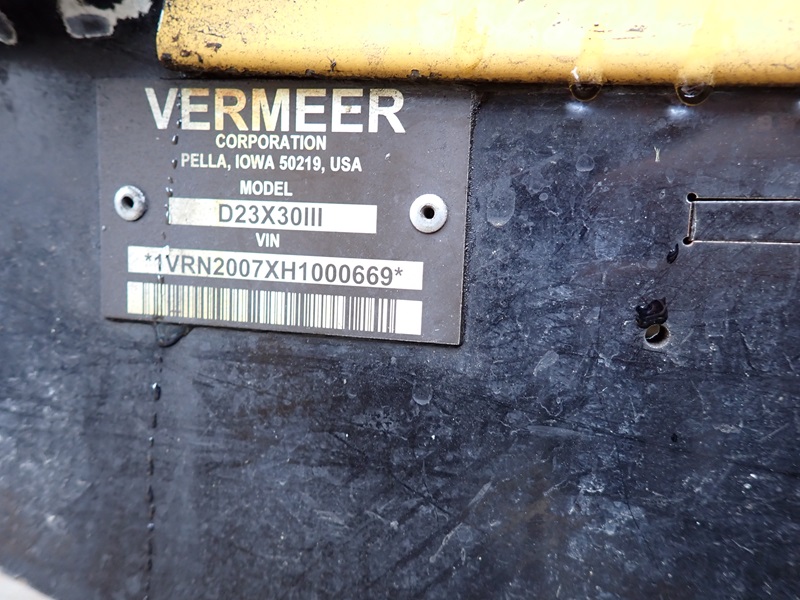 VERMEER
CORPORATION
PELLA, IOWA 50219, USA
MODEL
D23X30III
VIN
*1VRN2007XH1000669*